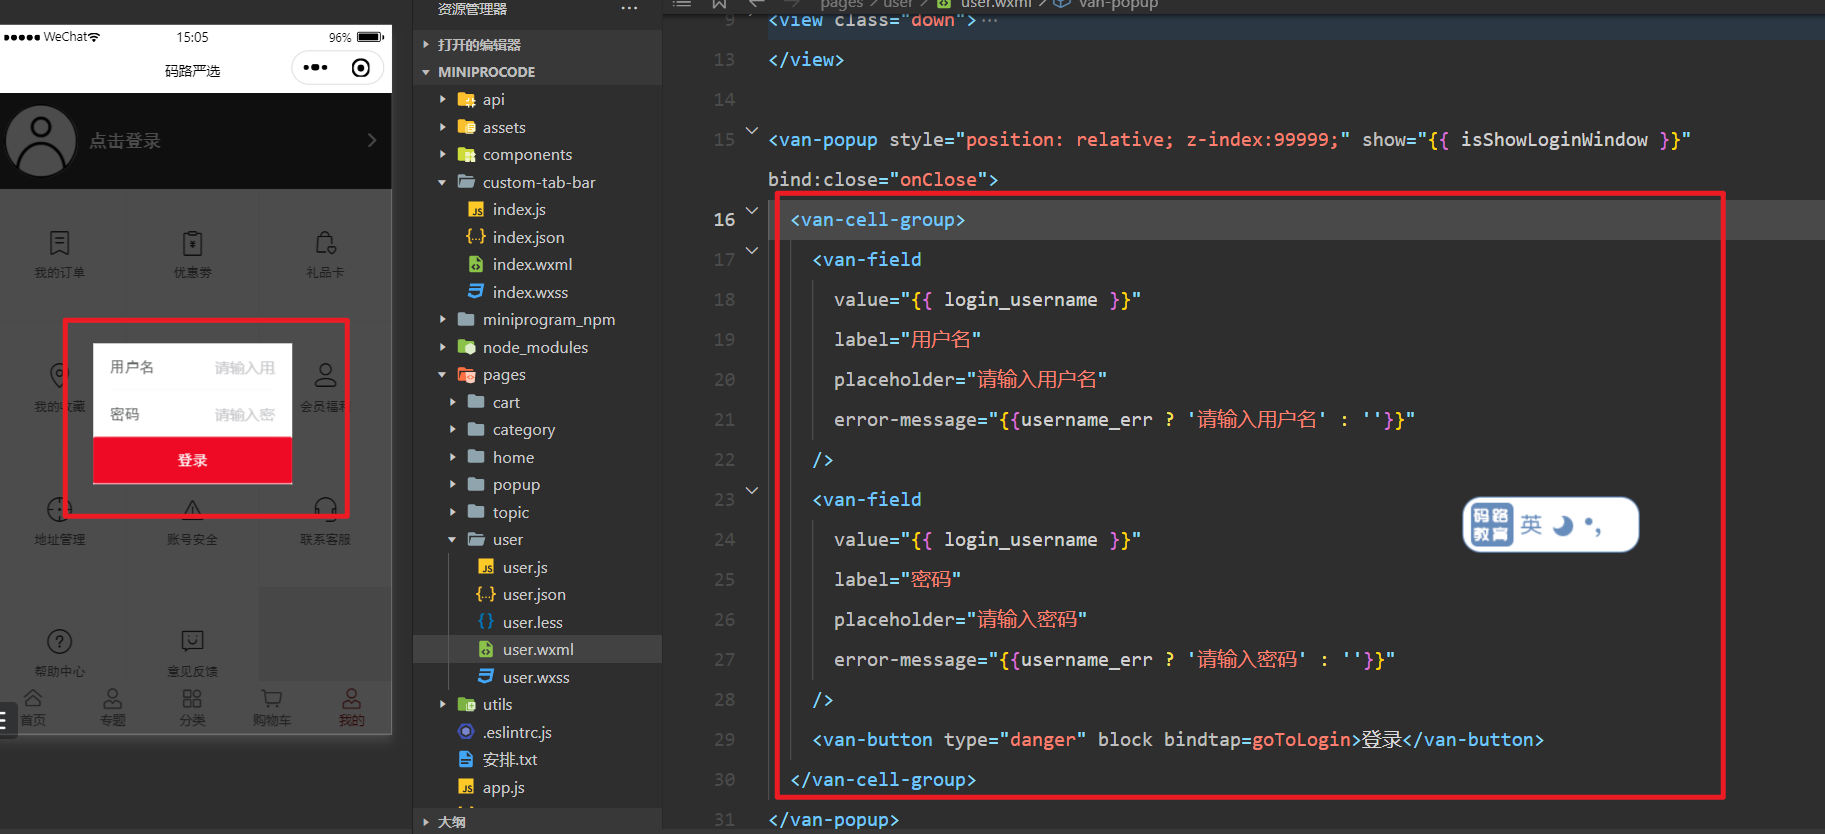 ●●●●● WeChat
15:05
96%
码路严选
点击登录
我的订单
优惠券
礼品卡
用户名
请输入用
我的收藏
会员福利
密码
请输入密
登录
地址管理
账号安全
联系客服
帮助中心
意见反馈
首页
专题
分类
购物车
我的
资源管理器
打开的编辑器
MINIPROCODE
api
assets
components
custom-tab-bar
JS index.js
{..} index.json
index.wxml
index.wxss
miniprogram_npm
node_modules
pages
cart
category
home
popup
topic
user
JS user.js
{..} user.json
{} user.less
user.wxml
user.wxss
utils
.eslintrc.js
安排.txt
JS app.js
大纲
pages / user / user.wxml / van-popup
9 <view class="down">···
13 </view>
14
15 <van-popup style="position: relative; z-index:99999;" show="{{ isShowLoginWindow }}"
bind:close="onClose">
16 <van-cell-group>
17 <van-field
18 value="{{ login_username }}"
19 label="用户名"
20 placeholder="请输入用户名"
21 error-message="{{username_err ? '请输入用户名' : ''}}"
22 />
23 <van-field
24 value="{{ login_username }}"
25 label="密码"
26 placeholder="请输入密码"
27 error-message="{{username_err ? '请输入密码' : ''}}"
28 />
29 <van-button type="danger" block bindtap=goToLogin>登录</van-button>
30 </van-cell-group>
31 </van-popup>
码路
教育
英